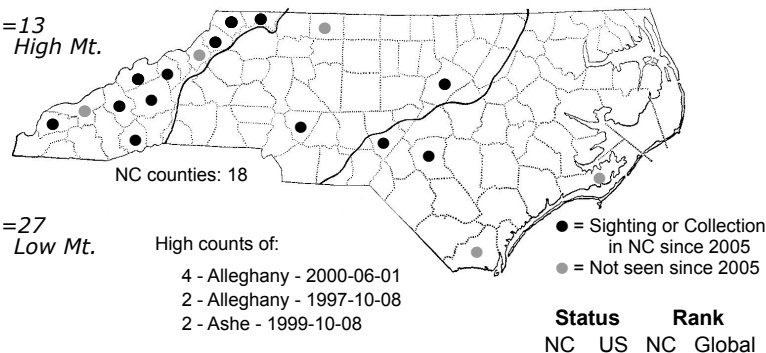 =13
High Mt.
NC counties: 18
=27
Low Mt.
High counts of:
4 - Alleghany - 2000-06-01
2 - Alleghany - 1997-10-08
2 - Ashe - 1999-10-08
= Sighting or Collection
in NC since 2005
= Not seen since 2005
Status Rank
NC US NC Global